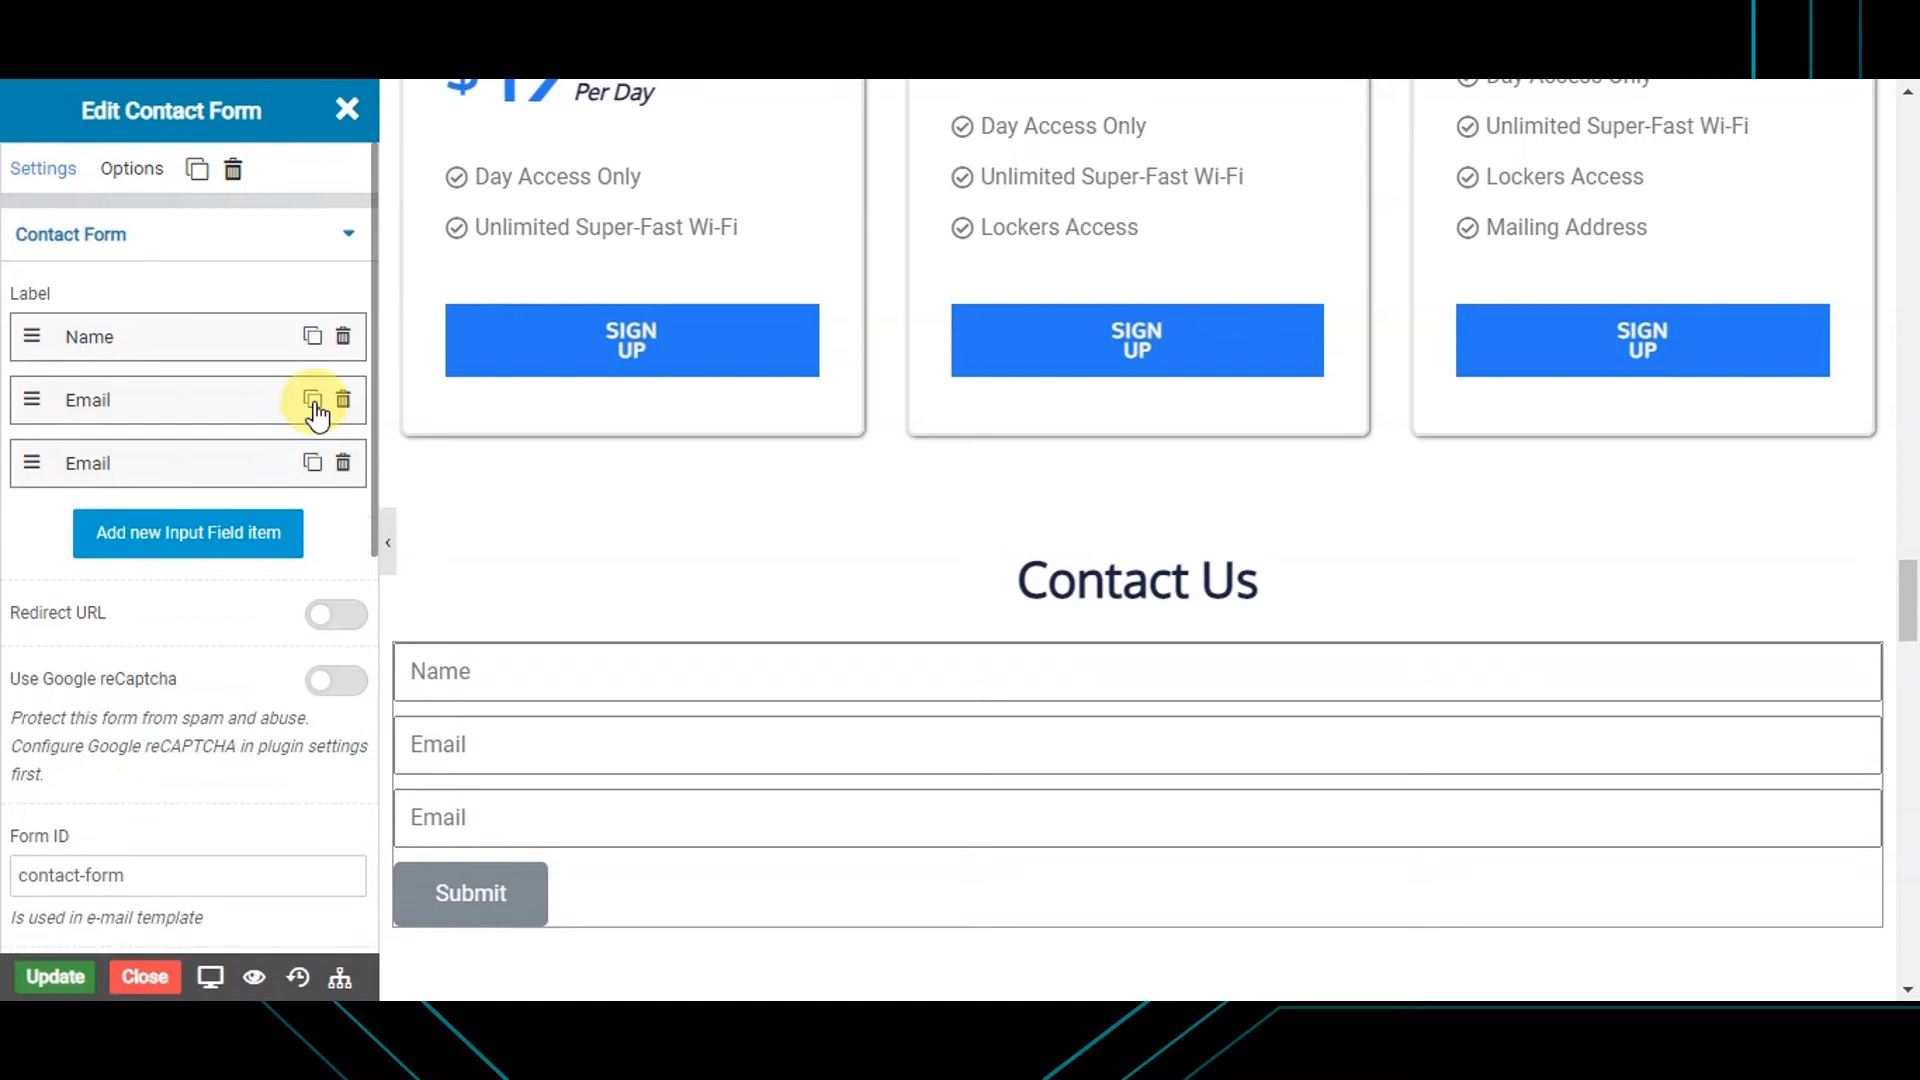 Edit Contact Form
Settings Options
Contact Form
Label
Name
Email
Email
Add new Input Field item
Redirect URL
Use Google reCaptcha
Protect this form from spam and abuse.
Configure Google reCAPTCHA in plugin settings
first.
Form ID
contact-form
Is used in e-mail template
Update Close
Per Day
Day Access Only
Unlimited Super-Fast Wi-Fi
SIGN
UP
Day Access Only
Unlimited Super-Fast Wi-Fi
Lockers Access
SIGN
UP
Day Access Only
Unlimited Super-Fast Wi-Fi
Lockers Access
Mailing Address
SIGN
UP
Contact Us
Name
Email
Email
Submit